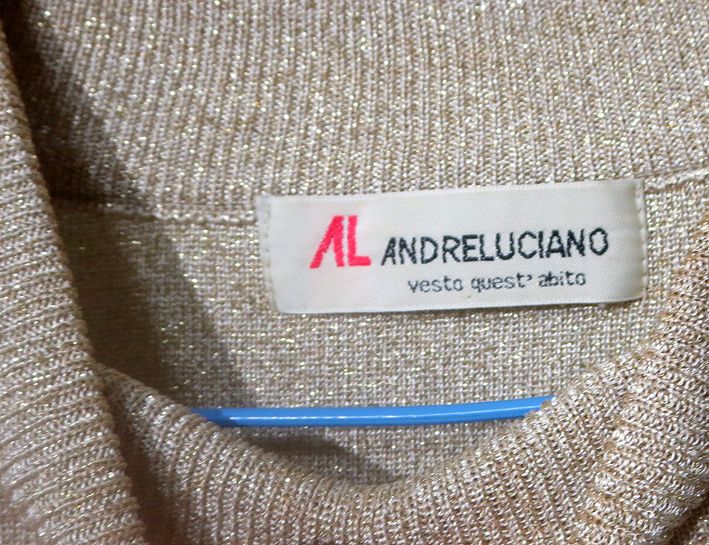 AL ANDRELUCIANO
vesto quest' abito